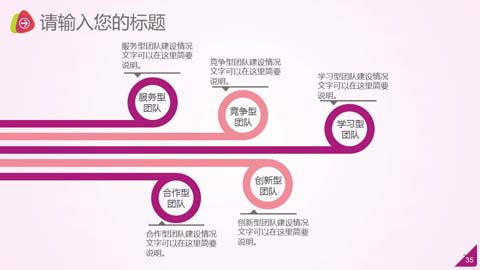 请输入您的标题
服务型团队建设情况
文字可以在这里简要
说明。
竞争型团队建设情况
文字可以在这里简要
说明。
学习型团队建设情况
文字可以在这里简要
说明。
服务型
团队
竞争型
团队
学习型
团队
合作型
团队
创新型
团队
合作型团队建设情况
文字可以在这里简要
说明。
创新型团队建设情况
文字可以在这里简要
说明。
35